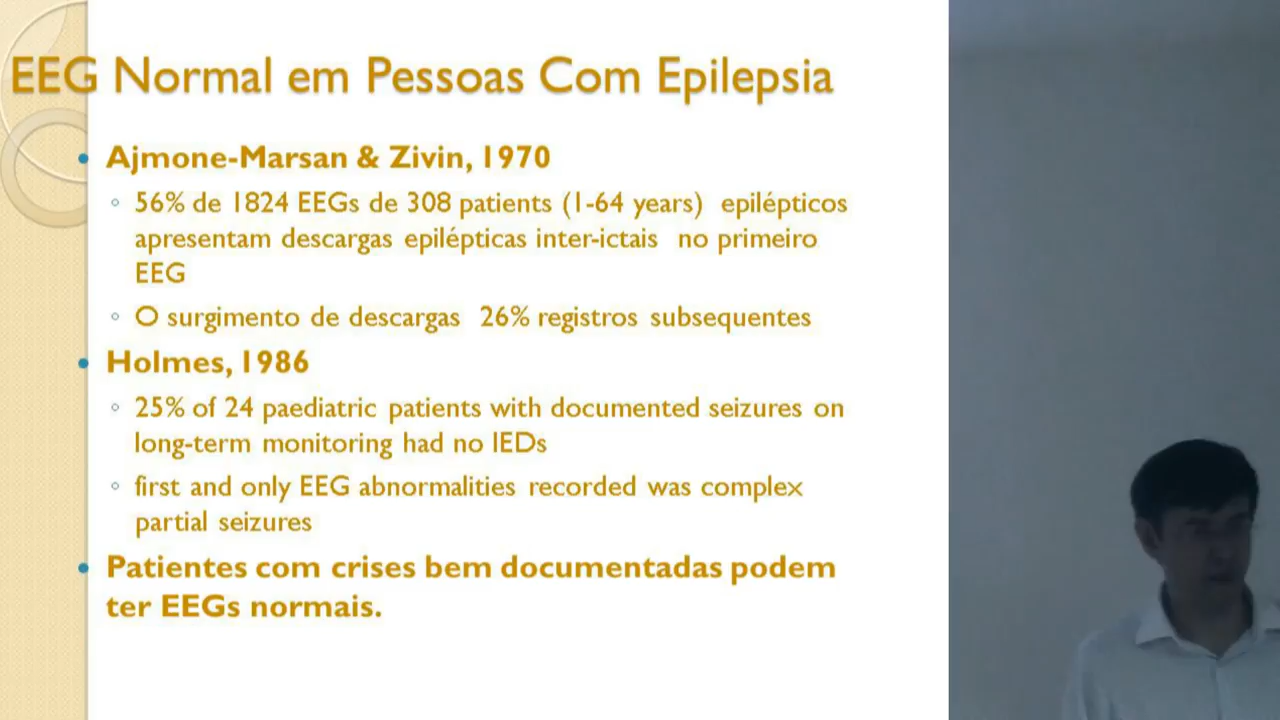 EEG Normal em Pessoas Com Epilepsia
Ajmone-Marsan & Zivin, 1970
56% de 1824 EEGs de 308 patients (1-64 years) epilépticos
apresentam descargas epilépticas inter-ictais no primeiro
EEG
O surgimento de descargas 26% registros subsequentes
Holmes, 1986
25% of 24 paediatric patients with documented seizures on
long-term monitoring had no IEDs
first and only EEG abnormalities recorded was complex
partial seizures
Patientes com crises bem documentadas podem
ter EEGs normais.